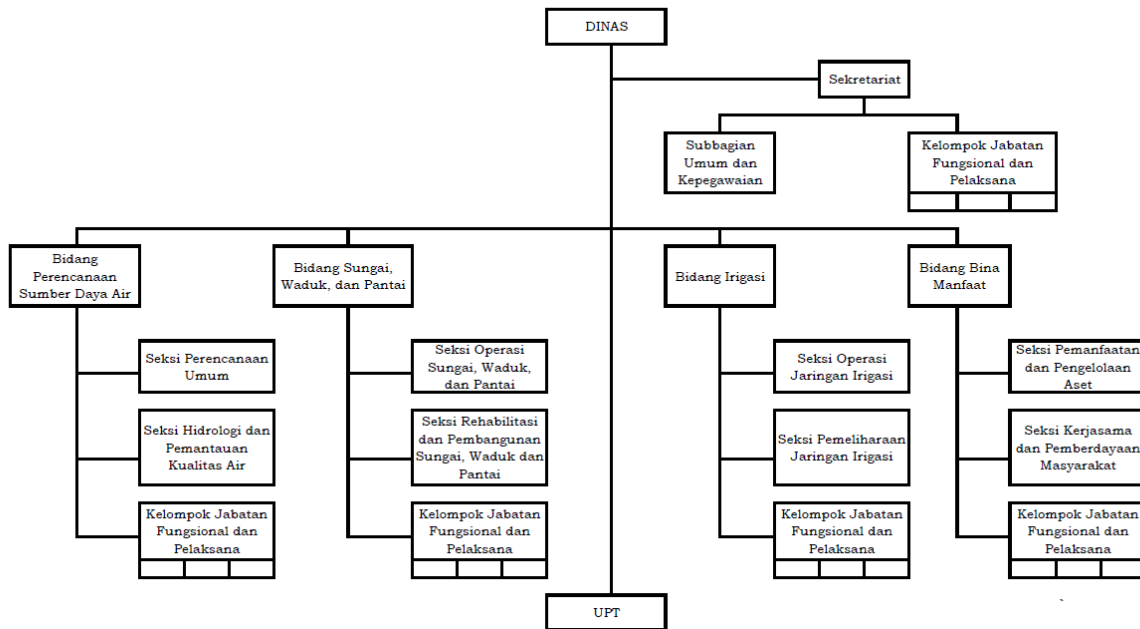 DINAS
Sekretariat
Subbagian
Umum dan
Kepegawaian
Kelompok Jabatan
Fungsional dan
Pelaksana
Bidang
Perencanaan
Sumber Daya Air
Bidang Sungai,
Waduk, dan Pantai
Bidang Irigasi
Bidang Bina
Manfaat
Seksi Perencanaan
Umum
Seksi Operasi
Sungai, Waduk,
dan Pantai
Seksi Operasi
Jaringan Irigasi
Seksi Pemanfaatan
dan Pengelolaan
Aset
Seksi Hidrologi dan
Pemantauan
Kualitas Air
Seksi Rehabilitasi
dan Pembangunan
Sungai, Waduk dan
Pantai
Seksi Pemeliharaan
Jaringan Irigasi
Seksi Kerjasama
dan Pemberdayaan
Masyarakat
Kelompok Jabatan
Fungsional dan
Pelaksana
Kelompok Jabatan
Fungsional dan
Pelaksana
Kelompok Jabatan
Fungsional dan
Pelaksana
Kelompok Jabatan
Fungsional dan
Pelaksana
UPT